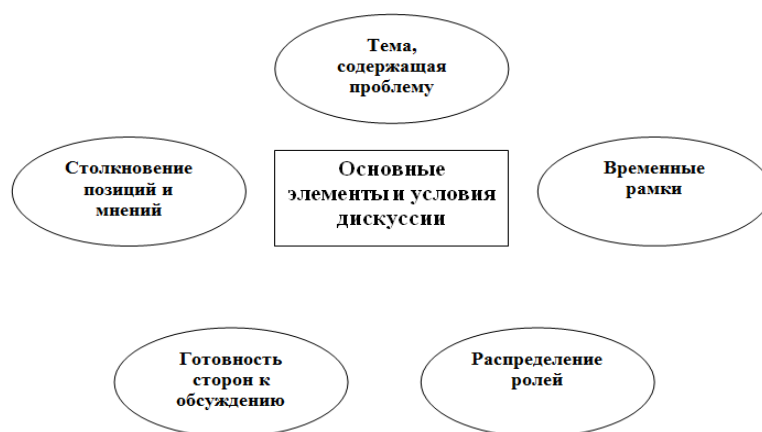 Тема,
содержащая
проблему
Столкновение
позиций и
мнений
Основные
элементы и условия
дискуссии
Временные
рамки
Готовность
сторон к
обсуждению
Распределение
ролей